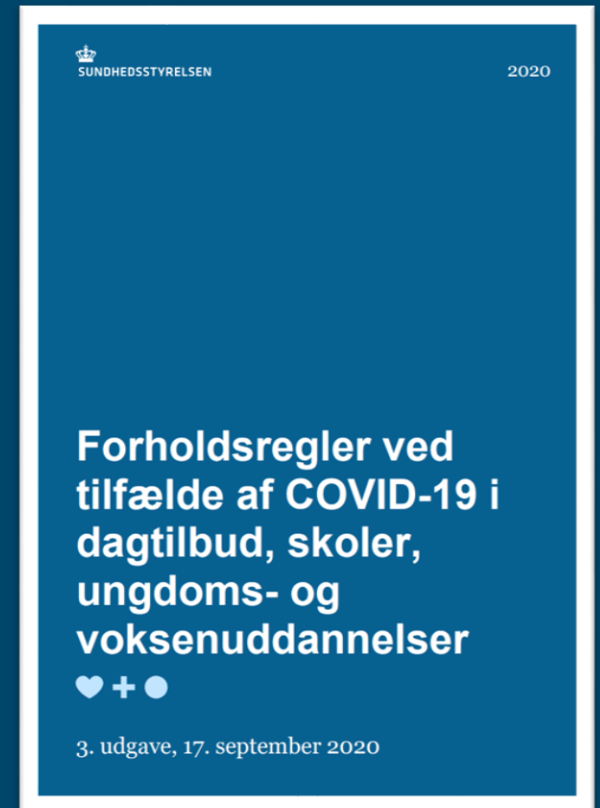 SUNDHEDSSTYRELSEN
2020
Forholdsregler ved
tilfælde af COVID-19 i
dagtilbud, skoler,
ungdoms- og
voksenuddannelser
3. udgave, 17. september 2020